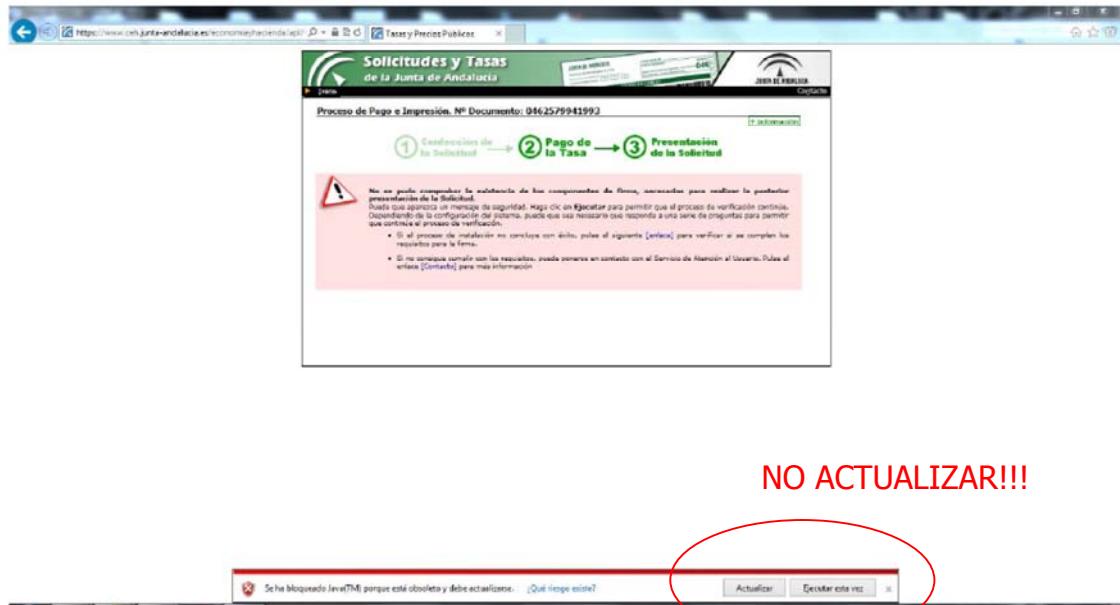 https://www.ceh.junta-andalucia.es/economiayhacienda/apl/
Tasas y Precios Públicos
Solicitudes y Tasas
de la Junta de Andalucía
JUNTA DE ANDALUCIA
Inicio
Contacto
Proceso de Pago e Impresión. Nº Documento: 0462579941993
[+ información]
1 Confección de la Solicitud
2 Pago de la Tasa
3 Presentación de la Solicitud
No se pudo comprobar la existencia de los componentes de firma, necesarios para realizar la posterior
presentación de la Solicitud.
Puede que aparezca un mensaje de seguridad. Haga clic en Ejecutar para permitir que el proceso de verificación continúe.
Dependiendo de la configuración del sistema, puede que sea necesario que responda a una serie de preguntas para permitir
que continúe el proceso de verificación.
• Si el proceso de instalación no concluye con éxito, pulse el siguiente [enlace] para verificar si se cumplen los
requisitos para la firma.
• Si no consigue cumplir con los requisitos, puede ponerse en contacto con el Servicio de Atención al Usuario. Pulse el
enlace [Contacto] para más información
NO ACTUALIZAR!!!
Se ha bloqueado Java(TM) porque está obsoleto y debe actualizarse. ¿Qué riesgo existe?
Actualizar
Ejecutar esta vez